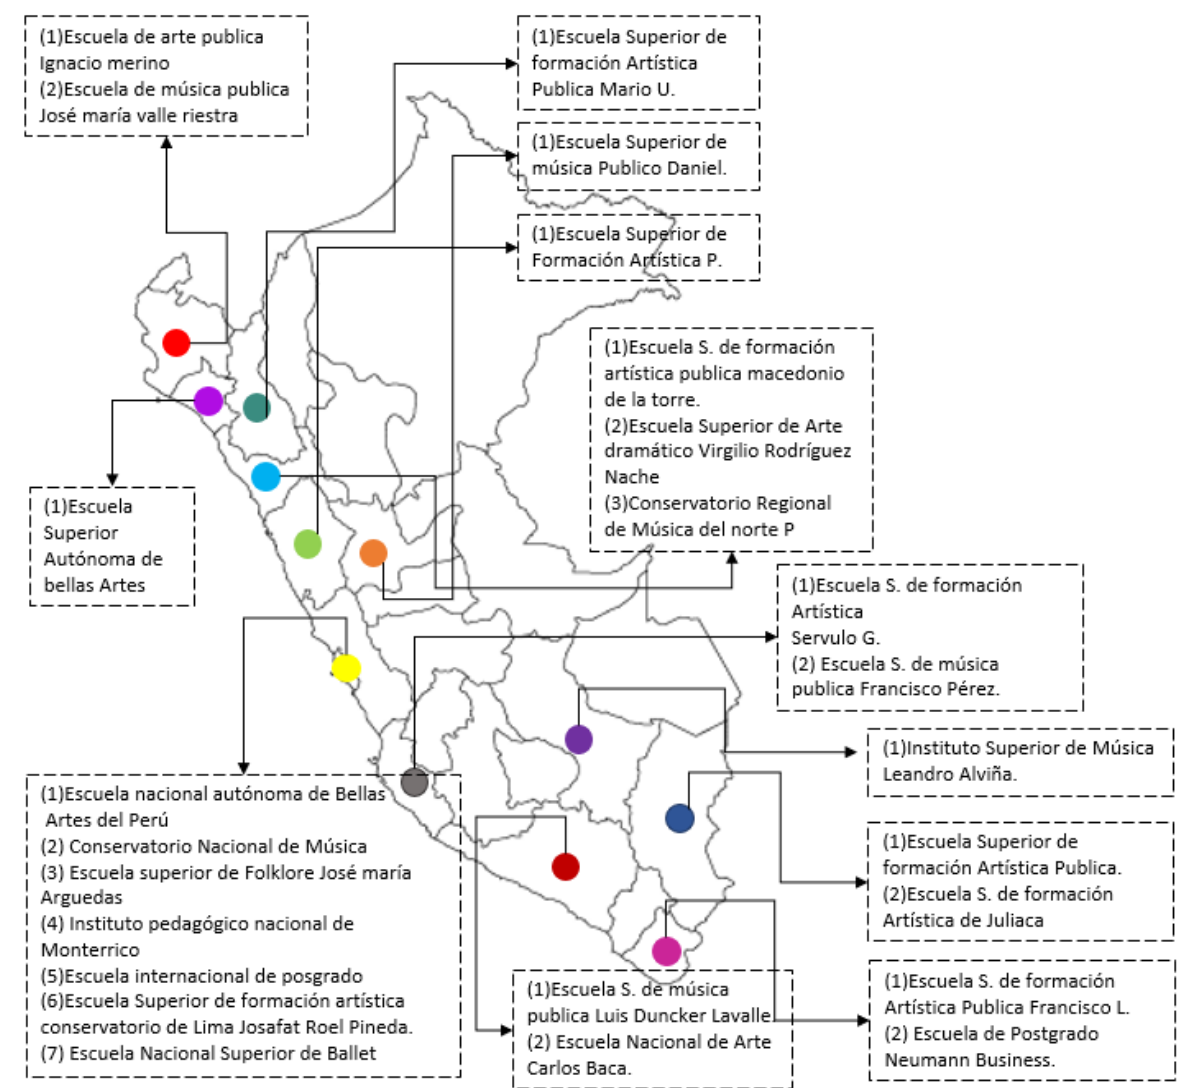 (1)Escuela de arte publica
Ignacio merino
(2)Escuela de música publica
José maría valle riestra
(1)Escuela Superior de
formación Artística
Publica Mario U.
(1)Escuela Superior de
música Publico Daniel.
(1)Escuela Superior de
Formación Artística P.
(1)Escuela S. de formación
artística publica macedonio
de la torre.
(2)Escuela Superior de Arte
dramático Virgilio Rodríguez
Nache
(3)Conservatorio Regional
de Música del norte P
(1)Escuela
Superior
Autónoma de
bellas Artes
(1)Escuela S. de formación
Artística
Servulo G.
(2) Escuela S. de música
publica Francisco Pérez.
(1)Instituto Superior de Música
Leandro Alviña.
(1)Escuela nacional autónoma de Bellas
Artes del Perú
(2) Conservatorio Nacional de Música
(3) Escuela superior de Folklore José maría
Arguedas
(4) Instituto pedagógico nacional de
Monterrico
(5)Escuela internacional de posgrado
(6)Escuela Superior de formación artística
conservatorio de Lima Josafat Roel Pineda.
(7) Escuela Nacional Superior de Ballet
(1)Escuela Superior de
formación Artística Publica.
(2)Escuela S. de formación
Artística de Juliaca
(1)Escuela S. de música
publica Luis Duncker Lavalle
(2) Escuela Nacional de Arte
Carlos Baca.
(1)Escuela S. de formación
Artística Publica Francisco L.
(2) Escuela de Postgrado
Neumann Business.